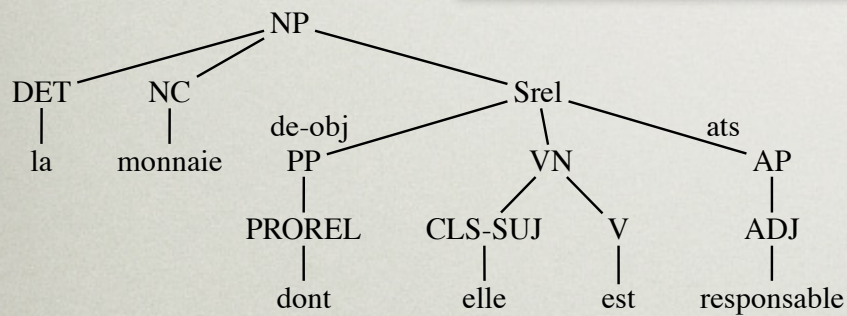 NP
DET NC Srel
de-obj ats
la monnaie PP VN AP
PROREL CLS-SUJ V ADJ
dont elle est responsable